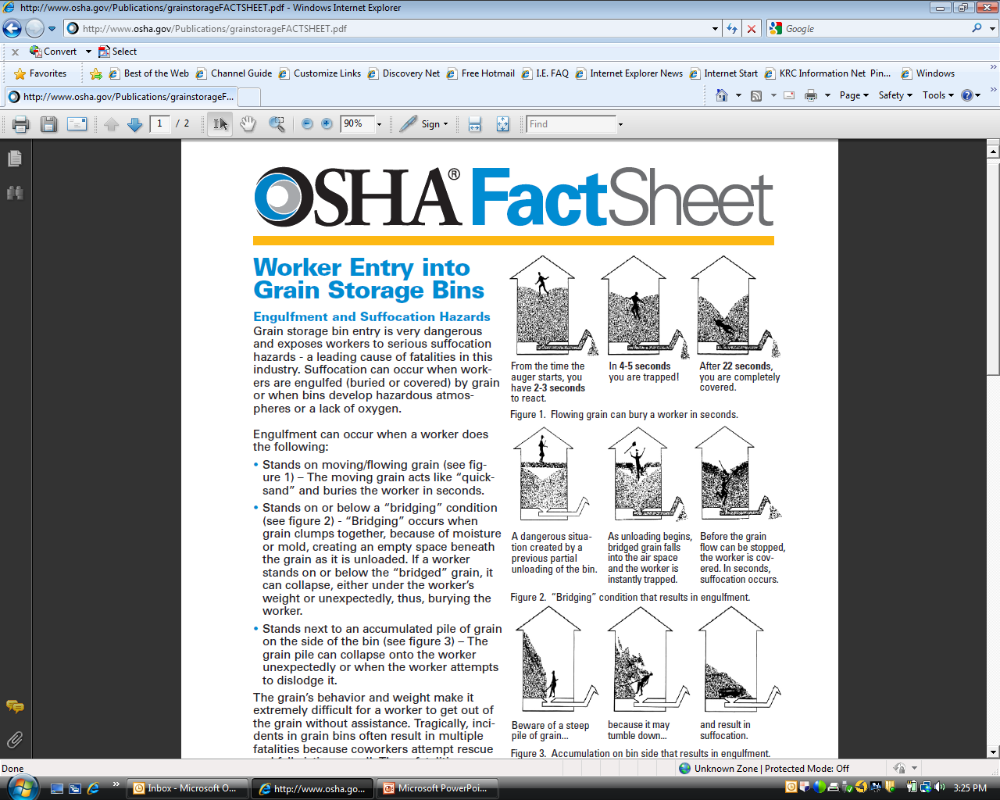 http://www.osha.gov/Publications/grainstorageFACTSHEET.pdf - Windows Internet Explorer
http://www.osha.gov/Publications/grainstorageFACTSHEET.pdf
Google
x Convert Select
Favorites Best of the Web Channel Guide Customize Links Discovery Net Free Hotmail I.E. FAQ Internet Explorer News Internet Start KRC Information Net Pin... Windows »
http://www.osha.gov/Publications/grainstorageF...
Page Safety Tools »
1 / 2 90% Sign Find
OSHA® FactSheet
Worker Entry into
Grain Storage Bins
Engulfment and Suffocation Hazards
Grain storage bin entry is very dangerous
and exposes workers to serious suffocation
hazards - a leading cause of fatalities in this
industry. Suffocation can occur when work-
ers are engulfed (buried or covered) by grain
or when bins develop hazardous atmos-
pheres or a lack of oxygen.
Engulfment can occur when a worker does
the following:
• Stands on moving/flowing grain (see fig-
ure 1) – The moving grain acts like “quick-
sand” and buries the worker in seconds.
• Stands on or below a “bridging” condition
(see figure 2) - “Bridging” occurs when
grain clumps together, because of moisture
or mold, creating an empty space beneath
the grain as it is unloaded. If a worker
stands on or below the “bridged” grain, it
can collapse, either under the worker’s
weight or unexpectedly, thus, burying the
worker.
• Stands next to an accumulated pile of grain
on the side of the bin (see figure 3) – The
grain pile can collapse onto the worker
unexpectedly or when the worker attempts
to dislodge it.
The grain’s behavior and weight make it
extremely difficult for a worker to get out of
the grain without assistance. Tragically, inci-
dents in grain bins often result in multiple
fatalities because coworkers attempt rescue
From the time the
auger starts, you
have 2-3 seconds
to react.
In 4-5 seconds
you are trapped!
After 22 seconds,
you are completely
covered.
Figure 1. Flowing grain can bury a worker in seconds.
A dangerous situa-
tion created by a
previous partial
unloading of the bin.
As unloading begins,
bridged grain falls
into the air space
and the worker is
instantly trapped.
Before the grain
flow can be stopped,
the worker is cov-
ered. In seconds,
suffocation occurs.
Figure 2. “Bridging” condition that results in engulfment.
Beware of a steep
pile of grain...
because it may
tumble down...
and result in
suffocation.
Figure 3. Accumulation on bin side that results in engulfment.
Done
Unknown Zone | Protected Mode: Off
» Inbox - Microsoft O... http://www.osha.go... Microsoft PowerPoi... 3:25 PM